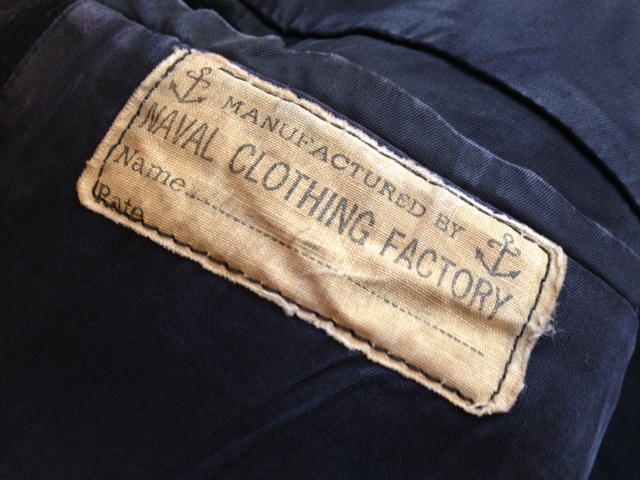 MANUFACTURED BY
NAVAL CLOTHING FACTORY
Name
Rate